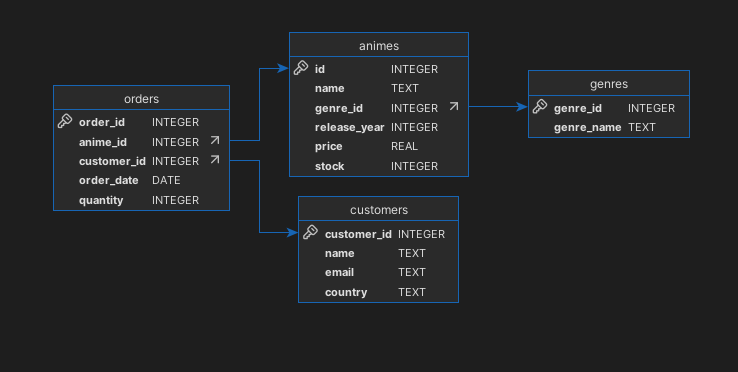 orders
order_id INTEGER
anime_id INTEGER
customer_id INTEGER
order_date DATE
quantity INTEGER
animes
id INTEGER
name TEXT
genre_id INTEGER
release_year INTEGER
price REAL
stock INTEGER
genres
genre_id INTEGER
genre_name TEXT
customers
customer_id INTEGER
name TEXT
email TEXT
country TEXT